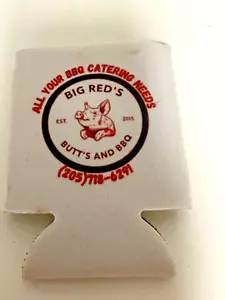 ALL YOUR BBQ CATERING NEEDS
BIG RED'S
EST. 2015
BUTT'S AND BBQ
(205)718-6291